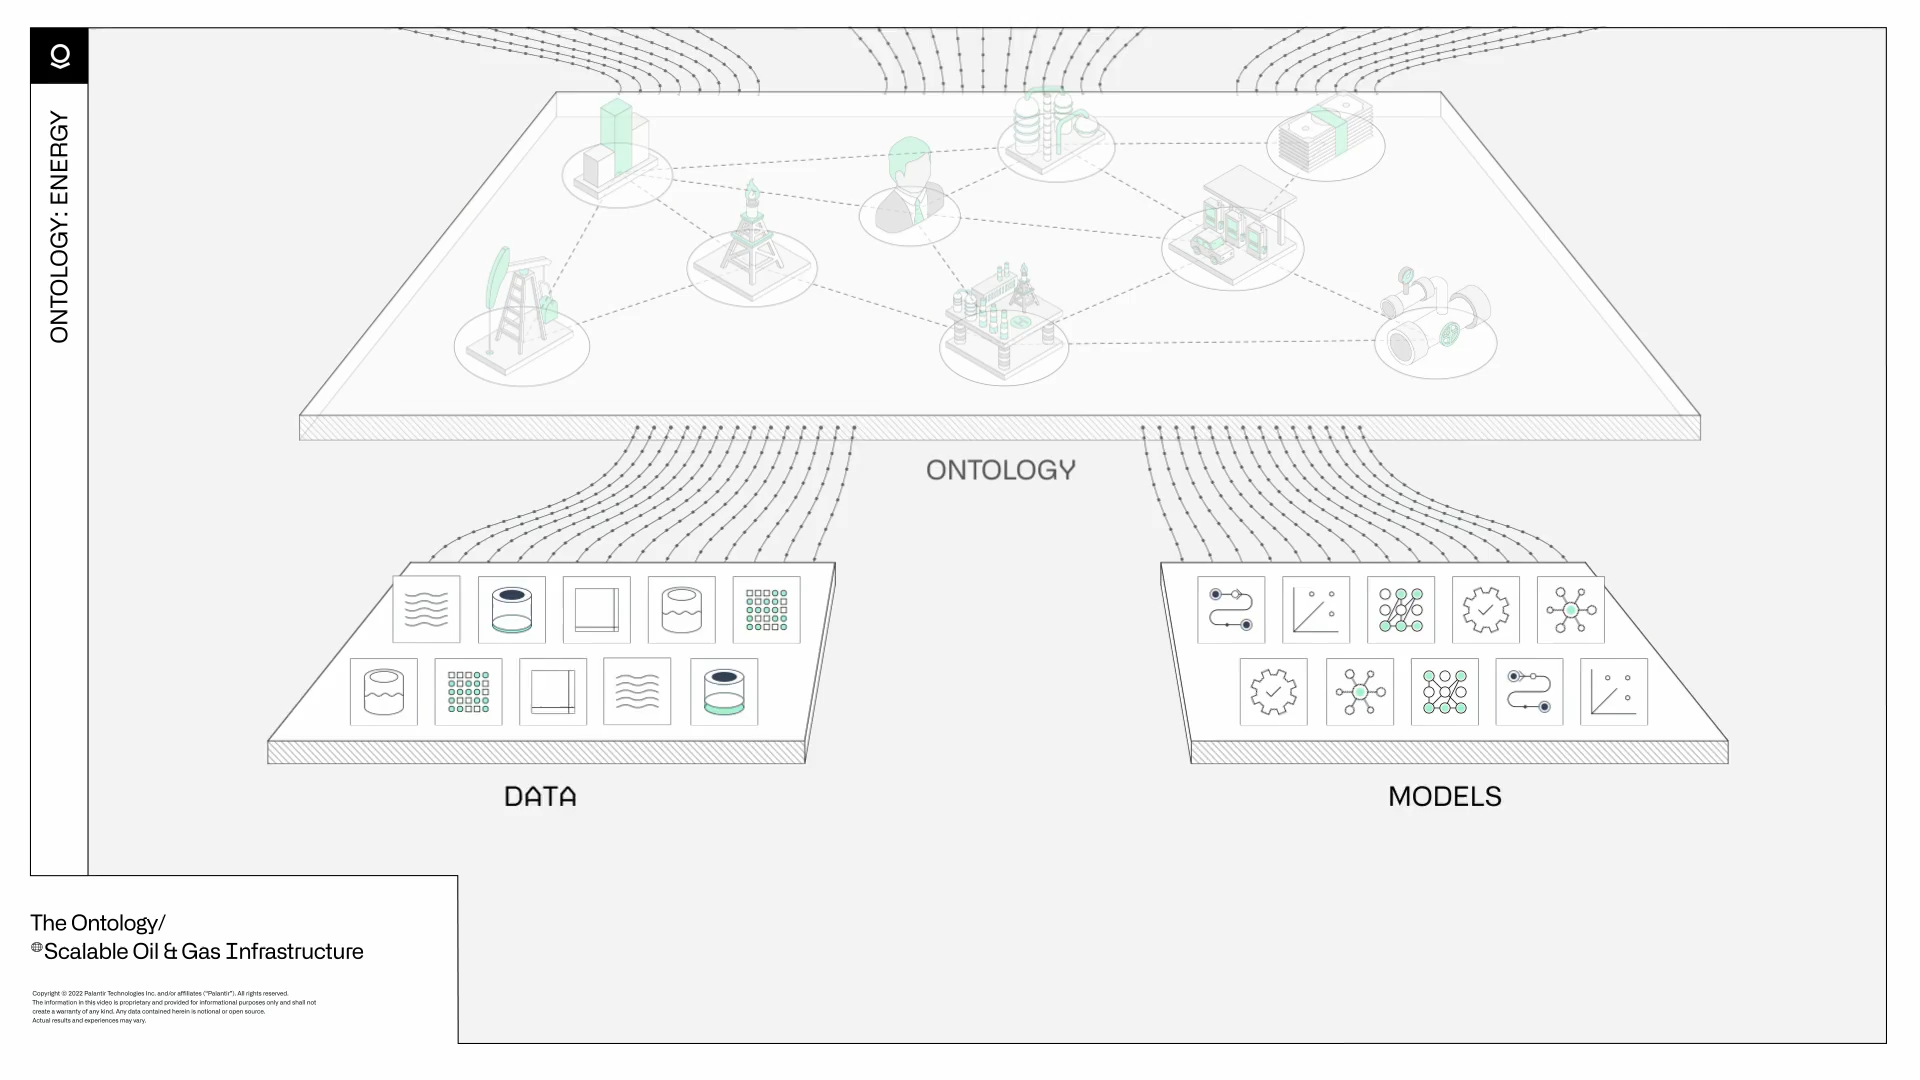 ONTOLOGY: ENERGY
ONTOLOGY
DATA
MODELS
The Ontology/
Scalable Oil & Gas Infrastructure
Copyright © 2022 Palantir Technologies Inc. and/or affiliates ("Palantir"). All rights reserved.
The information in this video is proprietary and provided for informational purposes only and shall not
create a warranty of any kind. Any data contained herein is notional or open source.
Actual results and experiences may vary.